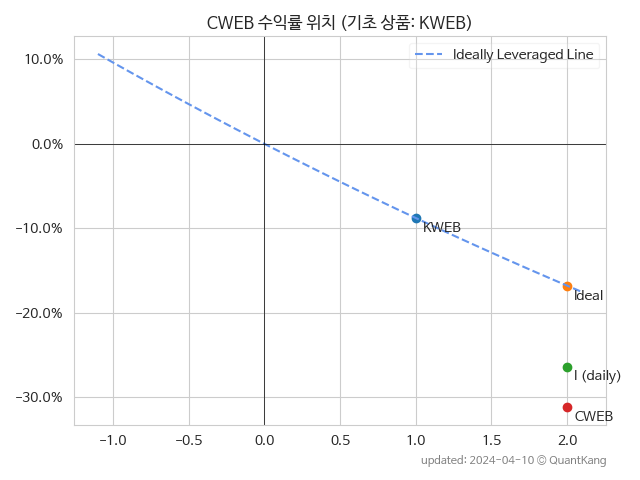 CWEB 수익률 위치 (기초 상품: KWEB)
Ideally Leveraged Line
10.0%
0.0%
−10.0%
−20.0%
−30.0%
KWEB
Ideal
I (daily)
CWEB
−1.0 −0.5 0.0 0.5 1.0 1.5 2.0
updated: 2024-04-10 © QuantKang